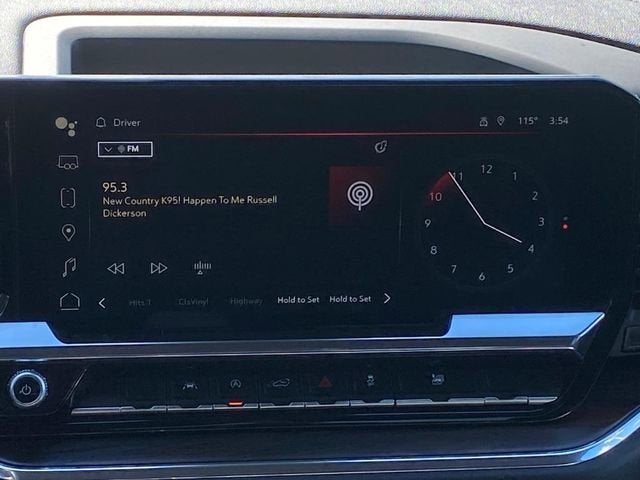 Driver
115° 3:54
FM
95.3
New Country K95! Happen To Me Russell
Dickerson
Hits 1 ClsVinyl Highway Hold to Set Hold to Set
12
1
2
3
4
5
6
7
8
9
10
11